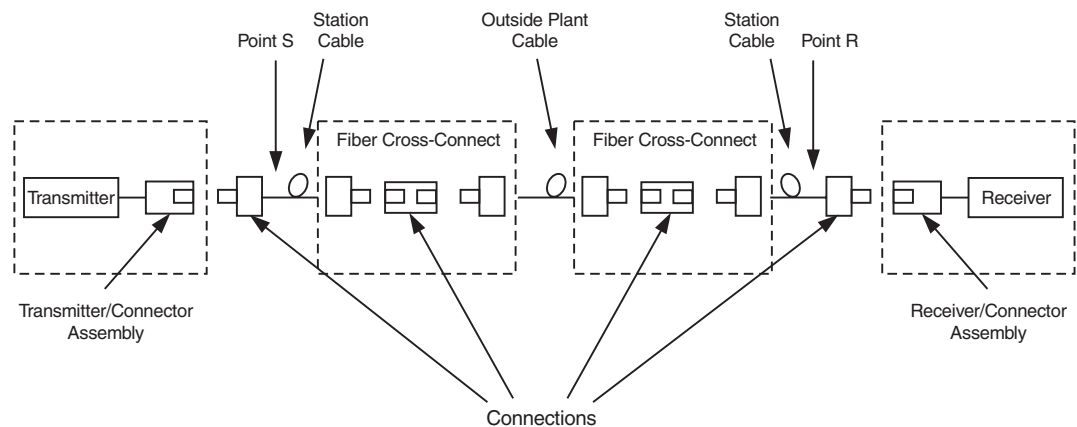 Station
Cable
Outside Plant
Cable
Station
Cable
Point S
Point R
Fiber Cross-Connect
Fiber Cross-Connect
Transmitter
Receiver
Transmitter/Connector
Assembly
Receiver/Connector
Assembly
Connections